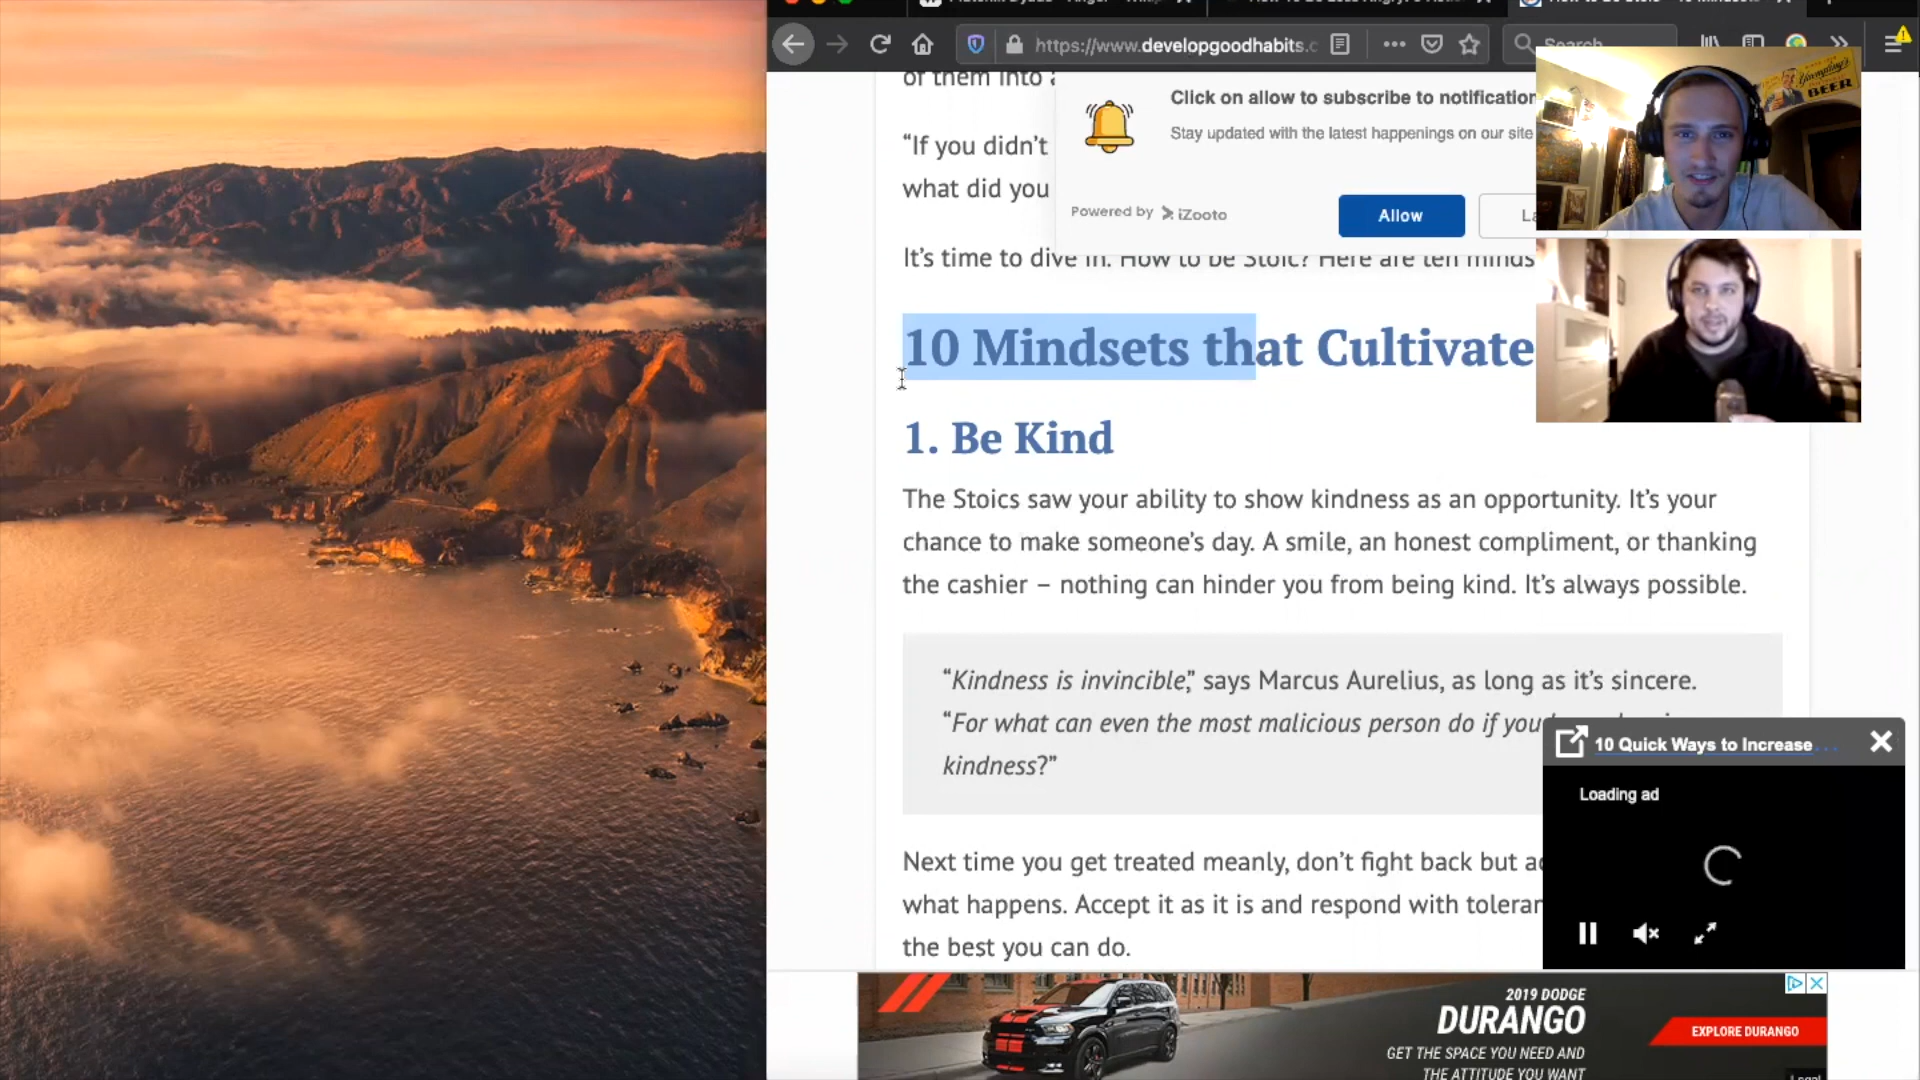 https://www.developgoodhabits.c
Search
of them into
Click on allow to subscribe to notification
Stay updated with the latest happenings on our site
Powered by iZooto
Allow
“If you didn’t
what did you
It’s time to dive in. How to be Stoic? Here are ten minds
10 Mindsets that Cultivate
1. Be Kind
The Stoics saw your ability to show kindness as an opportunity. It’s your
chance to make someone’s day. A smile, an honest compliment, or thanking
the cashier – nothing can hinder you from being kind. It’s always possible.
“Kindness is invincible,” says Marcus Aurelius, as long as it’s sincere.
“For what can even the most malicious person do if you
kindness?”
Next time you get treated meanly, don’t fight back but
what happens. Accept it as it is and respond with toleran
the best you can do.
10 Quick Ways to Increase...
Loading ad
2019 DODGE
DURANGO
GET THE SPACE YOU NEED AND
THE ATTITUDE YOU WANT
EXPLORE DURANGO
Legal
Yuengling's
BEER